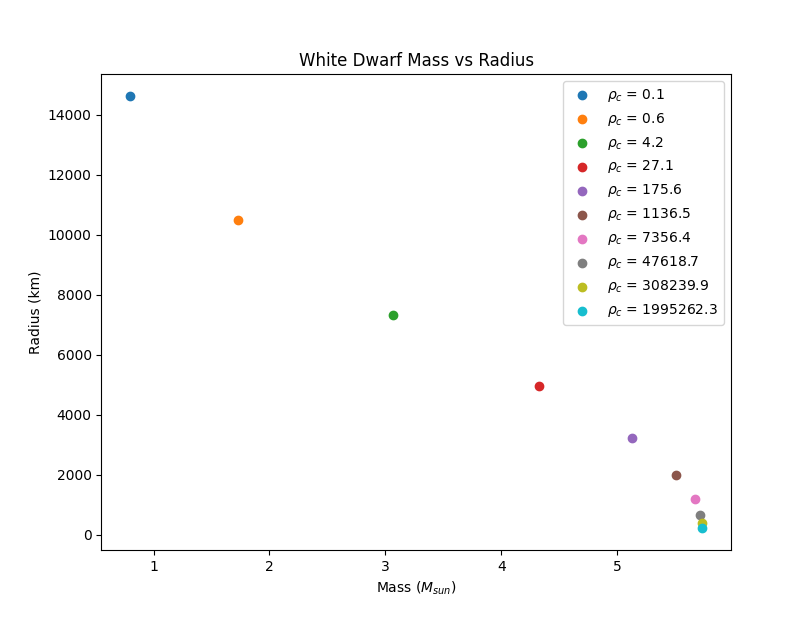 White Dwarf Mass vs Radius
14000
12000
10000
8000
6000
4000
2000
0
Radius (km)
1
2
3
4
5
Mass (M_sun)
ρ_c = 0.1
ρ_c = 0.6
ρ_c = 4.2
ρ_c = 27.1
ρ_c = 175.6
ρ_c = 1136.5
ρ_c = 7356.4
ρ_c = 47618.7
ρ_c = 308239.9
ρ_c = 1995262.3